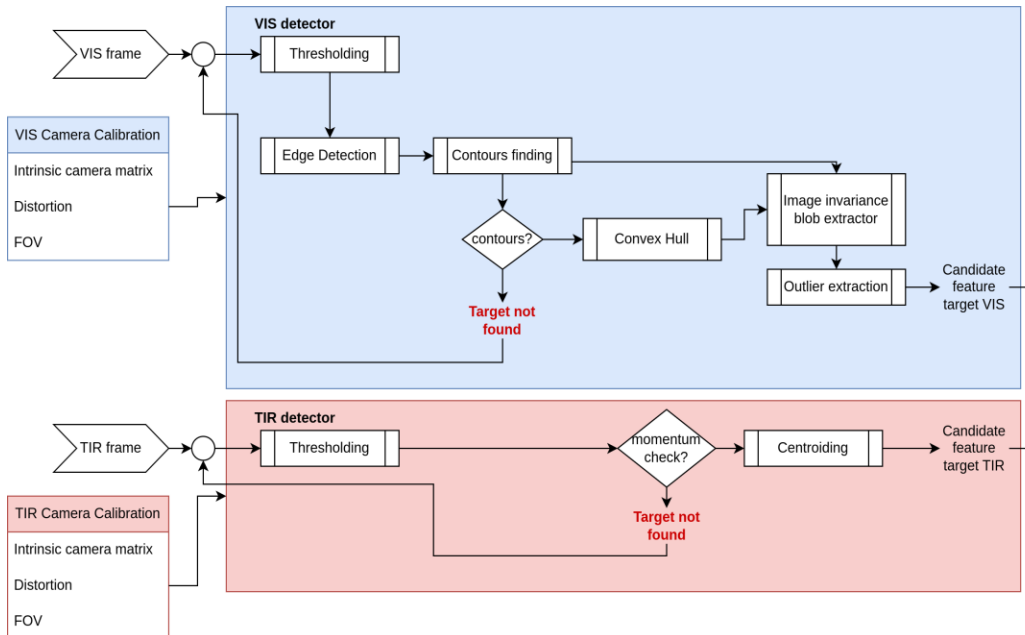 VIS detector
VIS frame
Thresholding
VIS Camera Calibration
Intrinsic camera matrix
Distortion
FOV
Edge Detection
Contours finding
contours?
Convex Hull
Image invariance
blob extractor
Outlier extraction
Candidate
feature
target VIS
Target not
found
TIR detector
TIR frame
Thresholding
momentum
check?
Centroiding
Candidate
feature
target TIR
Target not
found
TIR Camera Calibration
Intrinsic camera matrix
Distortion
FOV